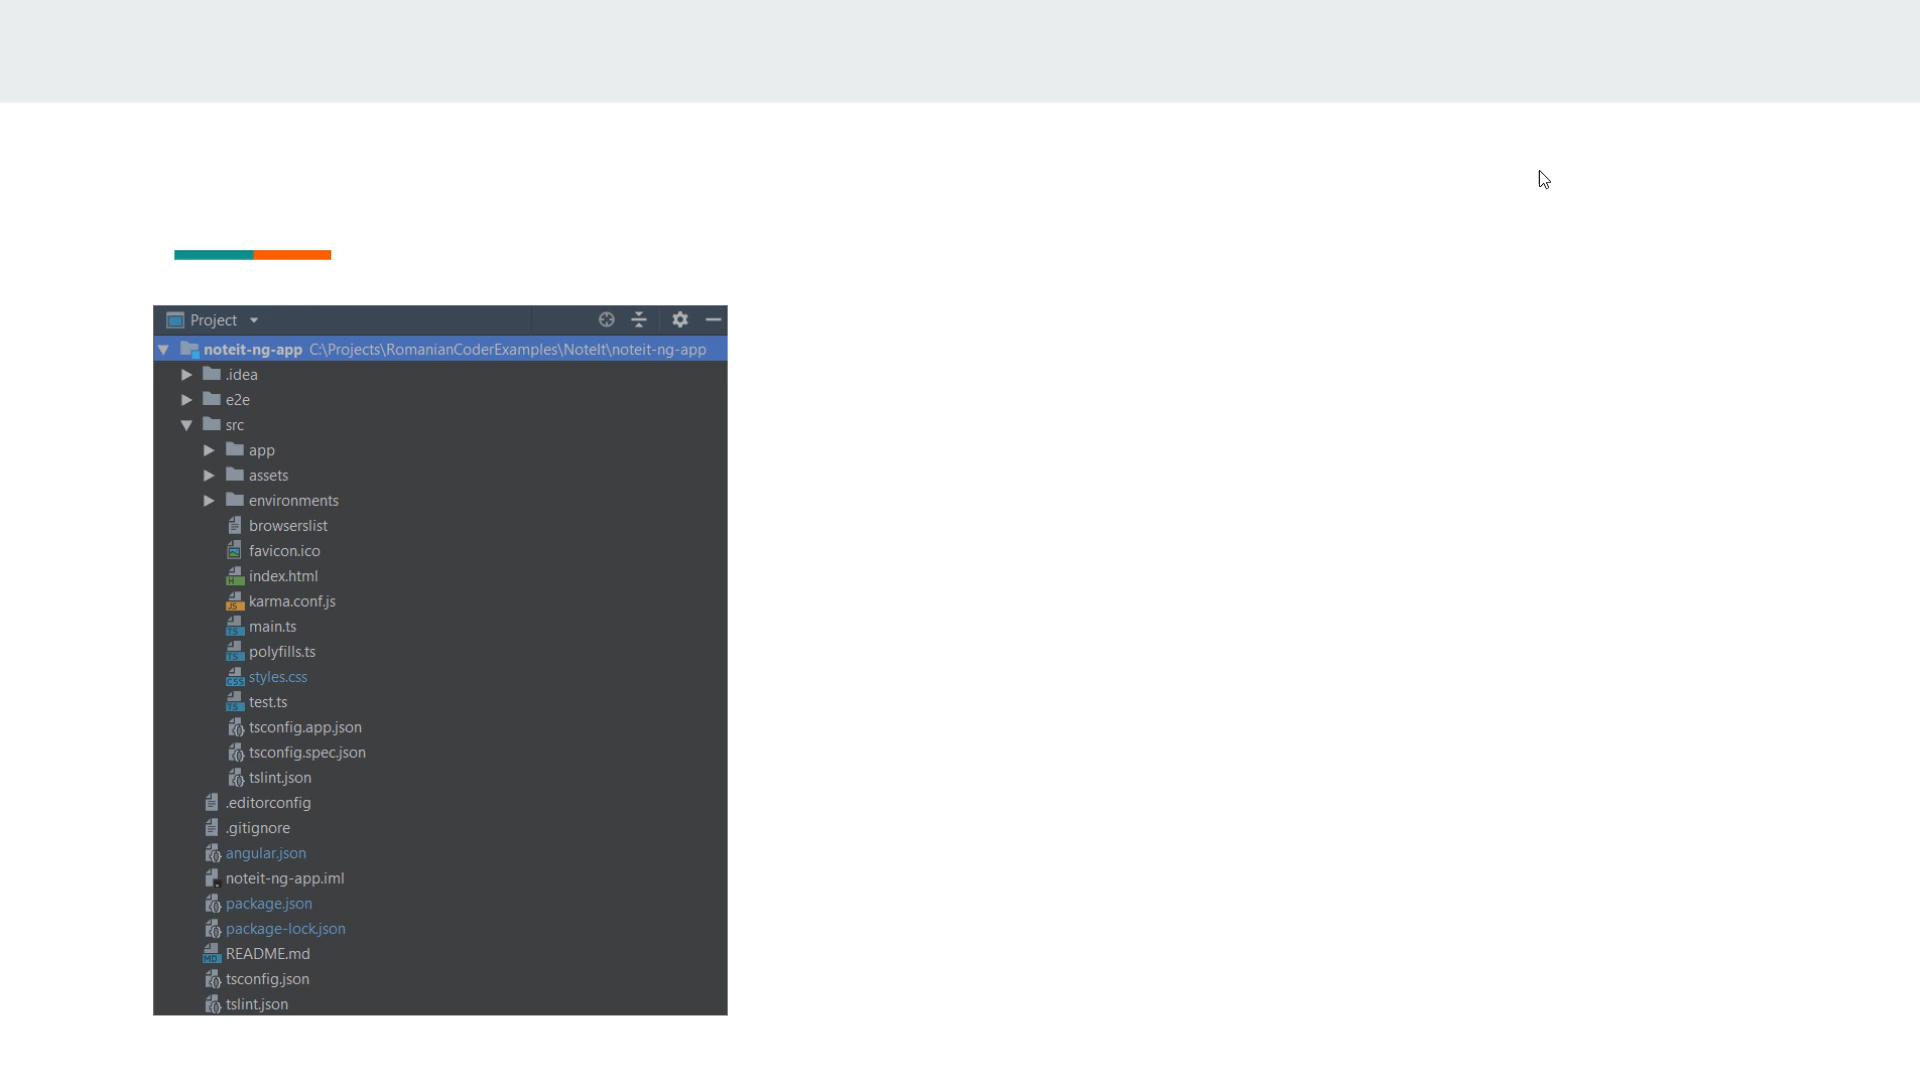 Project
noteit-ng-app C:\Projects\RomanianCoderExamples\NoteIt\noteit-ng-app
.idea
e2e
src
app
assets
environments
browserslist
favicon.ico
index.html
karma.conf.js
main.ts
polyfills.ts
styles.css
test.ts
tsconfig.app.json
tsconfig.spec.json
tslint.json
.editorconfig
.gitignore
angular.json
noteit-ng-app.iml
package.json
package-lock.json
README.md
tsconfig.json
tslint.json